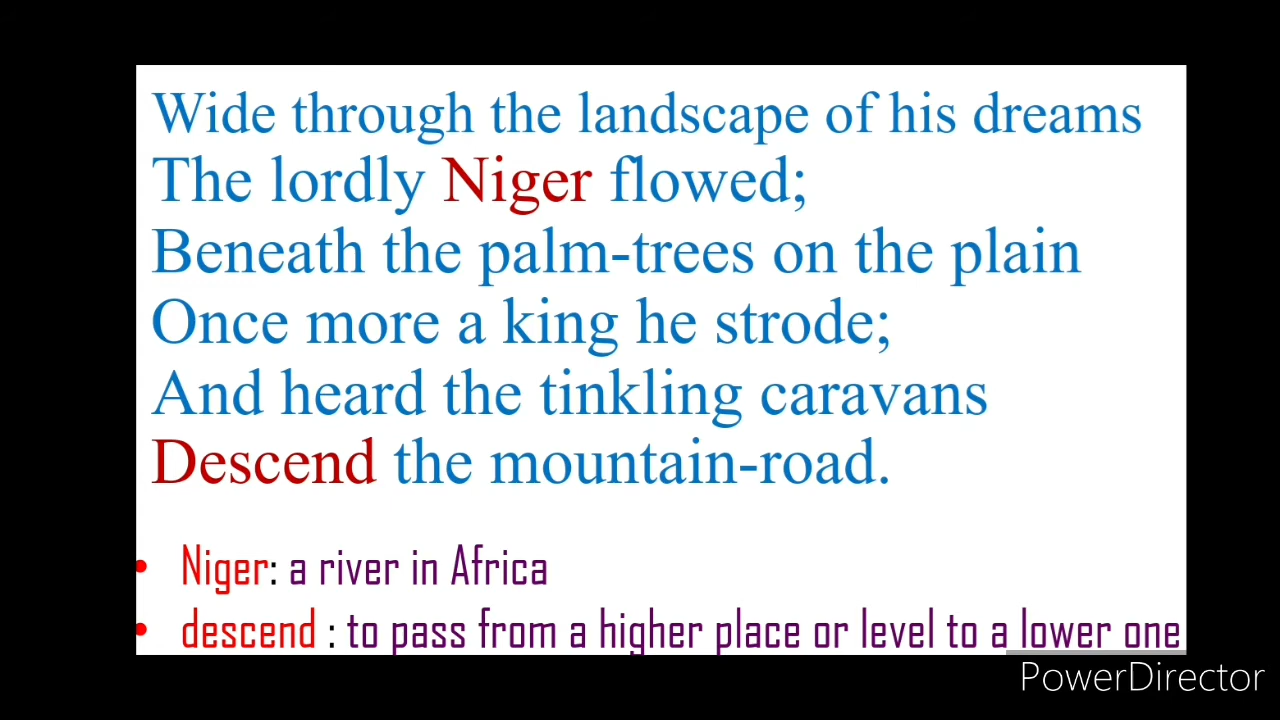 Wide through the landscape of his dreams
The lordly Niger flowed;
Beneath the palm-trees on the plain
Once more a king he strode;
And heard the tinkling caravans
Descend the mountain-road.
• Niger: a river in Africa
• descend : to pass from a higher place or level to a lower one
PowerDirector